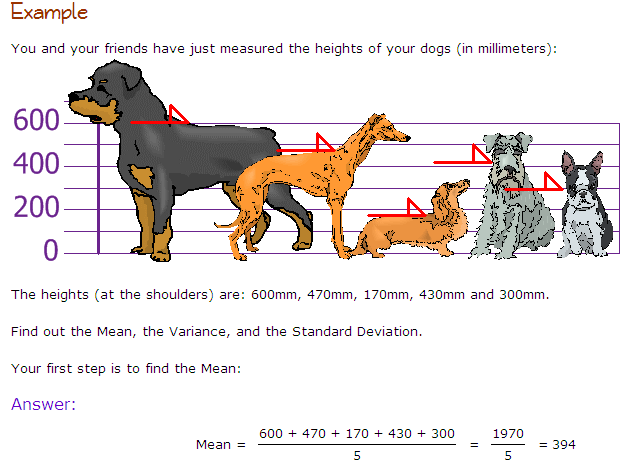 Example
You and your friends have just measured the heights of your dogs (in millimeters):
600
400
200
0
The heights (at the shoulders) are: 600mm, 470mm, 170mm, 430mm and 300mm.
Find out the Mean, the Variance, and the Standard Deviation.
Your first step is to find the Mean:
Answer:
Mean = 600 + 470 + 170 + 430 + 300 / 5 = 1970 / 5 = 394